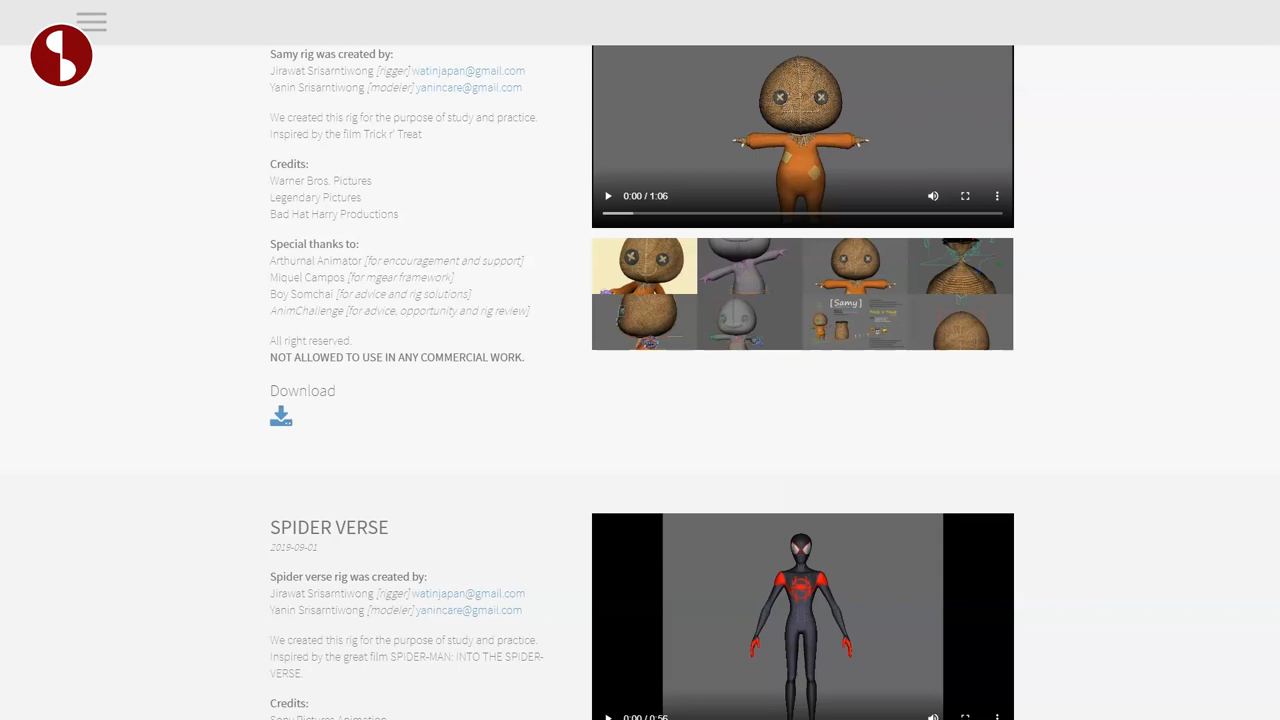 Samy rig was created by:
Jirawat Srisarntiwong [rigger] watinjapan@gmail.com
Yanin Srisarntiwong [modeler] yanincare@gmail.com
We created this rig for the purpose of study and practice.
Inspired by the film Trick r' Treat
Credits:
Warner Bros. Pictures
Legendary Pictures
Bad Hat Harry Productions
Special thanks to:
Arthurnal Animator [for encouragement and support]
Miquel Campos [for mgear framework]
Boy Somchai [for advice and rig solutions]
AnimChallenge [for advice, opportunity and rig review]
All right reserved.
NOT ALLOWED TO USE IN ANY COMMERCIAL WORK.
Download
0:00 / 1:06
[Samy]
SPIDER VERSE
2019-09-01
Spider verse rig was created by:
Jirawat Srisarntiwong [rigger] watinjapan@gmail.com
Yanin Srisarntiwong [modeler] yanincare@gmail.com
We created this rig for the purpose of study and practice.
Inspired by the great film SPIDER-MAN: INTO THE SPIDER-
VERSE.
Credits:
Sony Pictures Animation
0:00 / 0:56